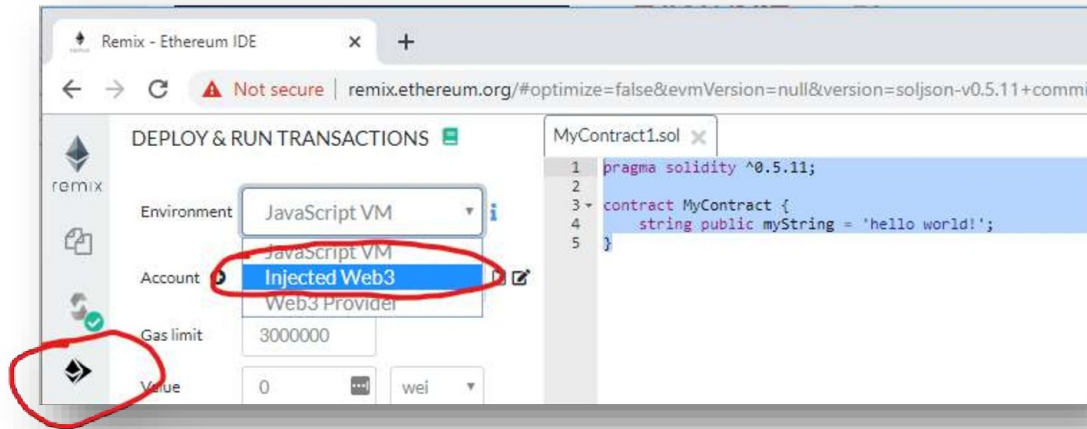 Remix - Ethereum IDE
Not secure | remix.ethereum.org/#optimize=false&evmVersion=null&version=soljson-v0.5.11+commi
remix
DEPLOY & RUN TRANSACTIONS
Environment JavaScript VM
JavaScript VM
Account Injected Web3
Web3 Provider
Gas limit 3000000
Value 0 wei
MyContract1.sol
1 pragma solidity ^0.5.11;
2
3 contract MyContract {
4 string public myString = 'hello world!';
5 }